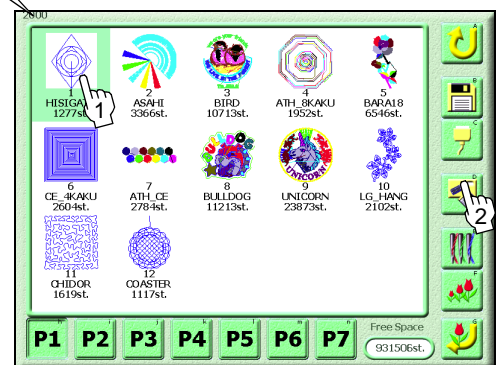 2000
1
HISIGA
1277st.
2
ASAHI
3366st.
3
BIRD
10713st.
4
ATH_8KAKU
1952st.
5
BARA18
6546st.
6
CE_4KAKU
2604st.
7
ATH_CE
2784st.
8
BULLDOG
11213st.
9
UNICORN
23873st.
10
LG_HANG
2102st.
11
CHIDOR
1619st.
12
COASTER
1117st.
BULLDOG
UNICORN
1
2
A
B
C
D
E
F
P1
P2
P3
P4
P5
P6
P7
h
i
j
k
l
m
n
Free Space
931506st.